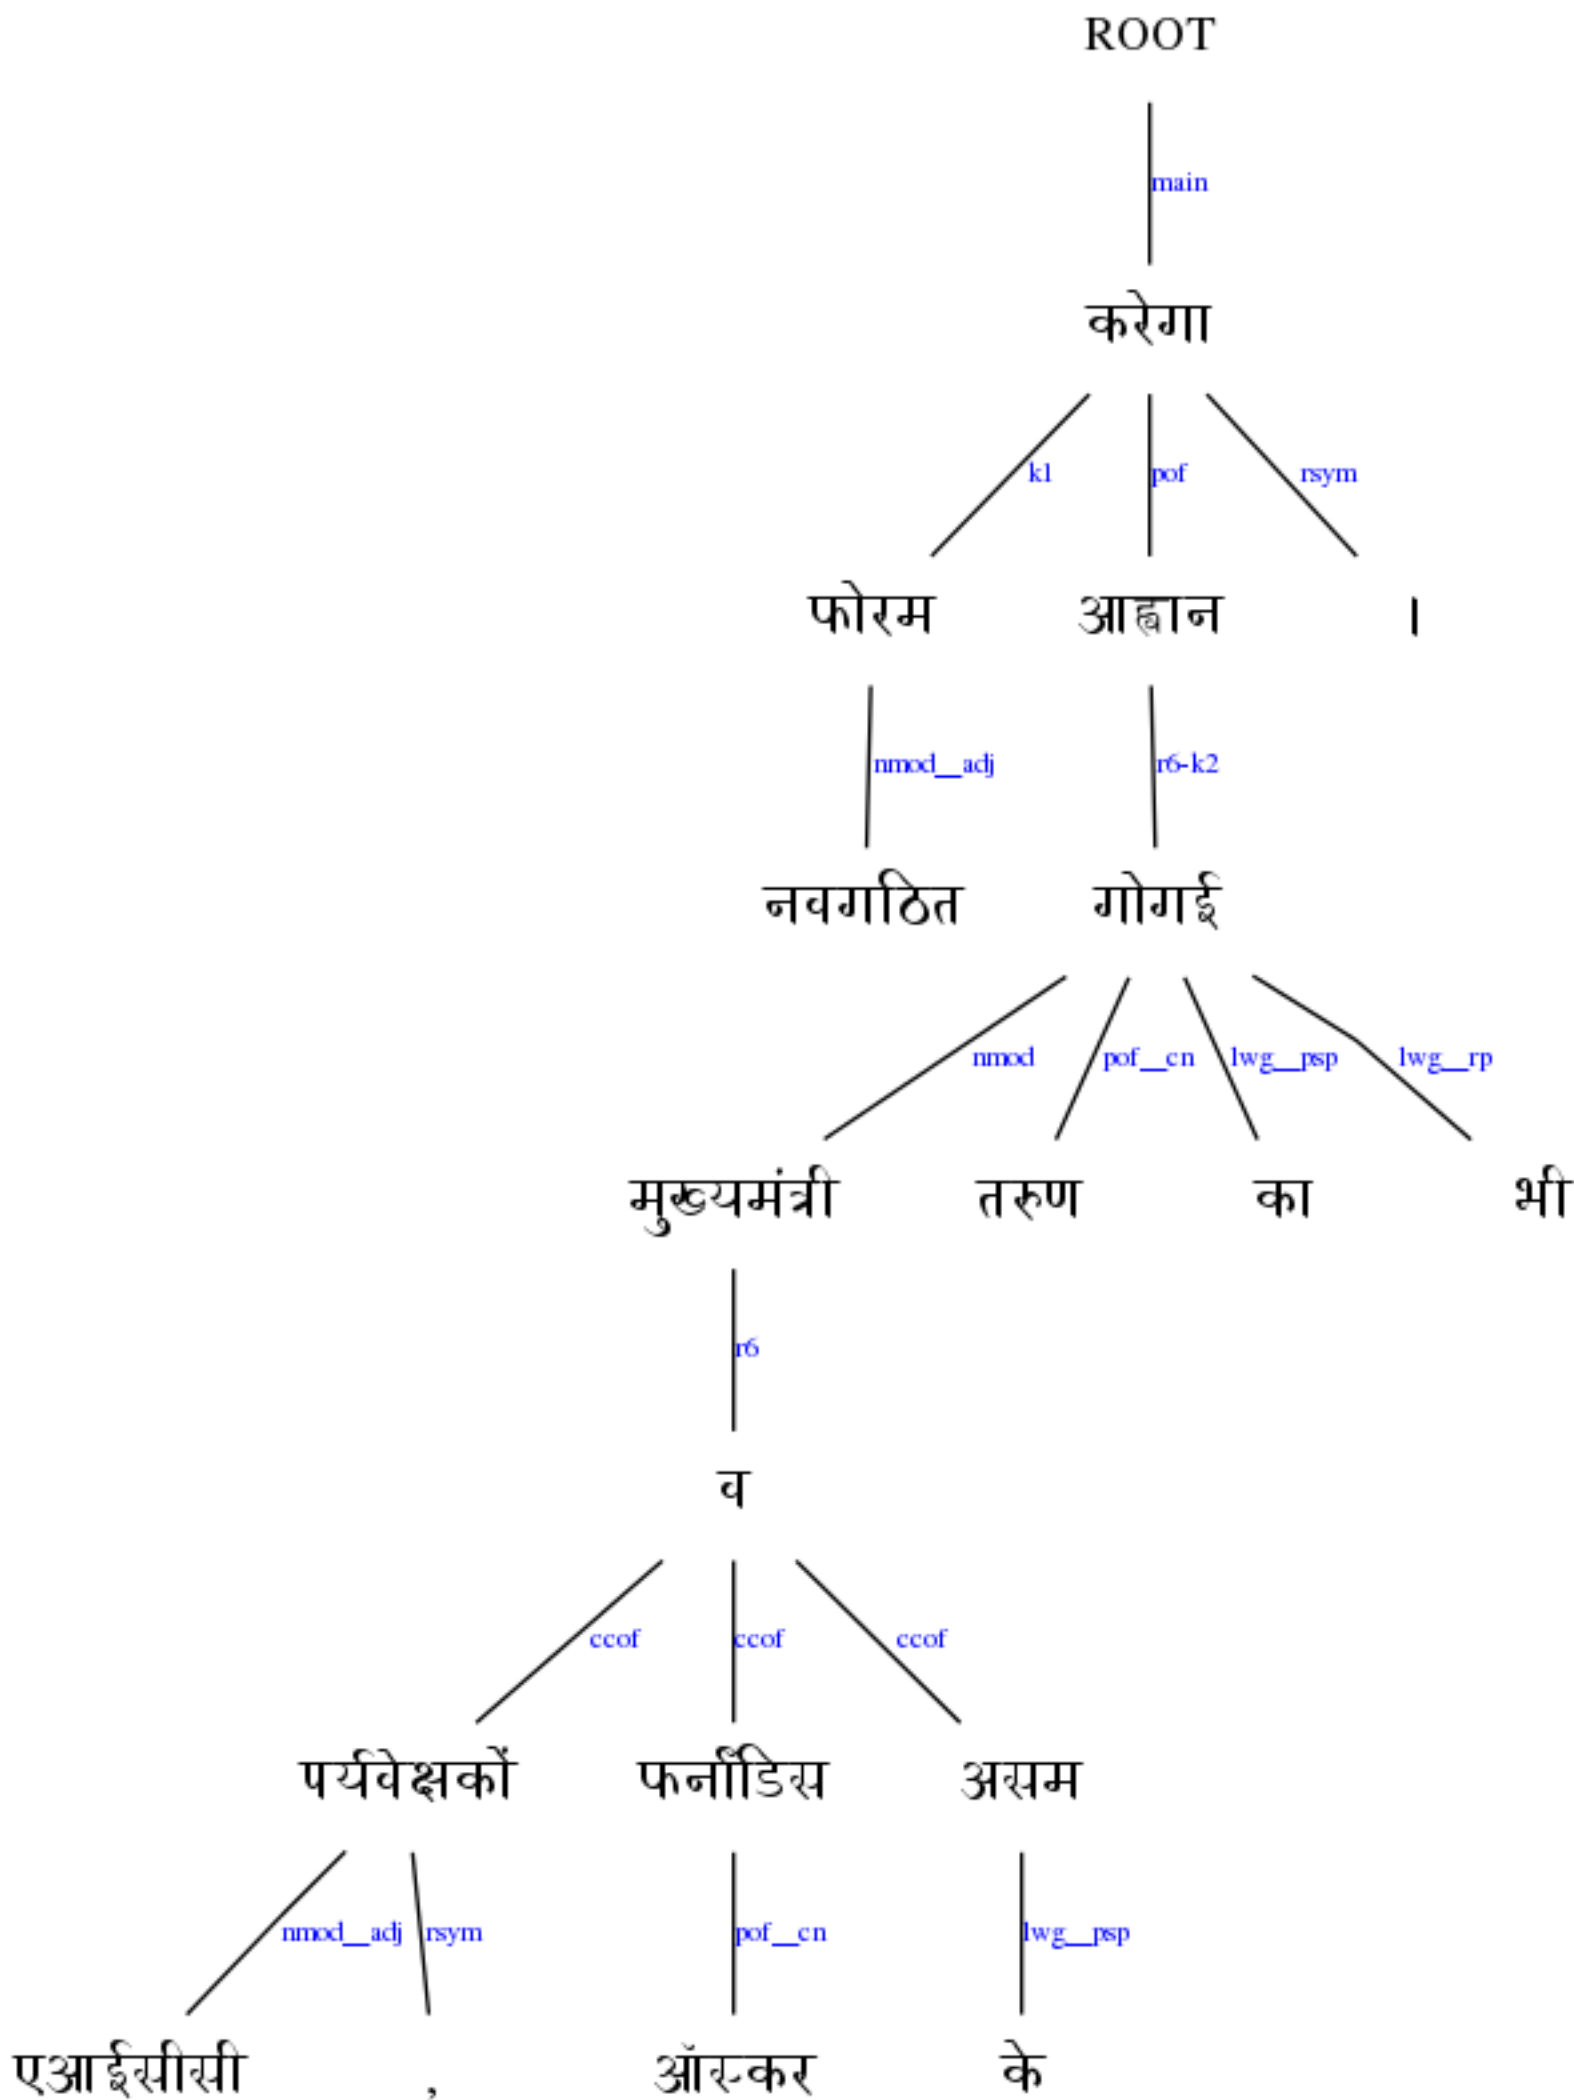 ROOT
main
करेगा
k1 pof rsym
फोरम आह्वान ।
nmod__adj r6-k2
नवगठित गोगई
nmod pof__cn lwg__psp lwg__rp
मुख्यमंत्री तरुण का भी
r6
व
ccof ccof ccof
पर्यवेक्षकों फर्नांडिस असम
nmod__adj rsym pof__cn lwg__psp
एआईसीसी , ऑस्कर के